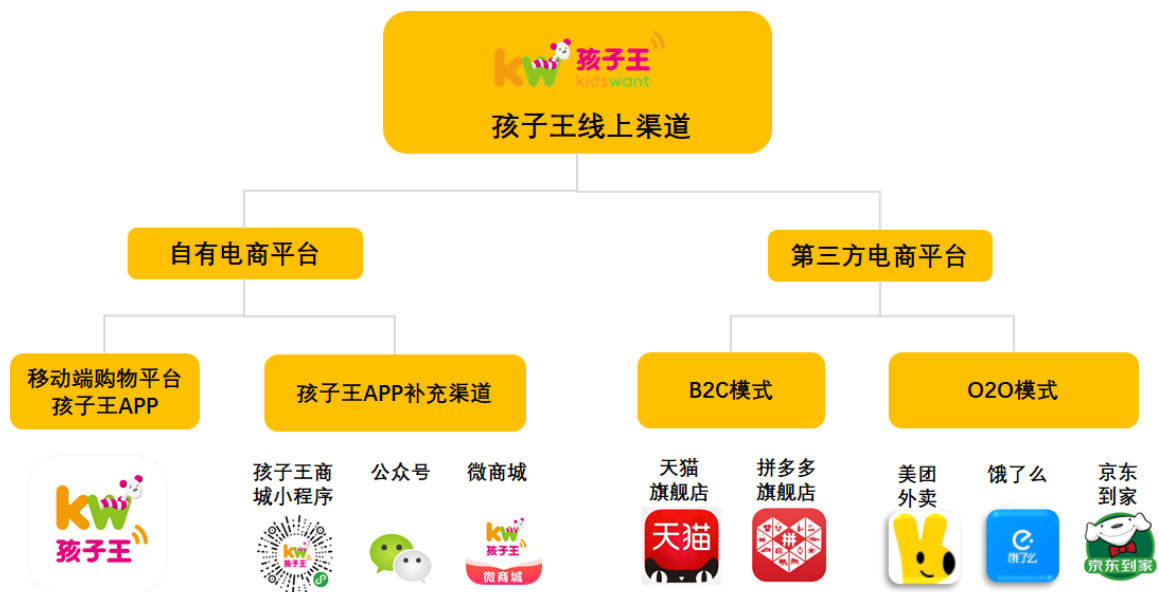 kw 孩子王
kidswant
孩子王线上渠道
自有电商平台
第三方电商平台
移动端购物平台
孩子王APP
孩子王APP补充渠道
B2C模式
O2O模式
kw
孩子王
孩子王商
城小程序
kw
孩子王
公众号
微商城
kw
孩子王
微商城
天猫
旗舰店
天猫
拼多多
旗舰店
拼
美团
外卖
饿了么
e
饿了么
京东
到家
京东到家